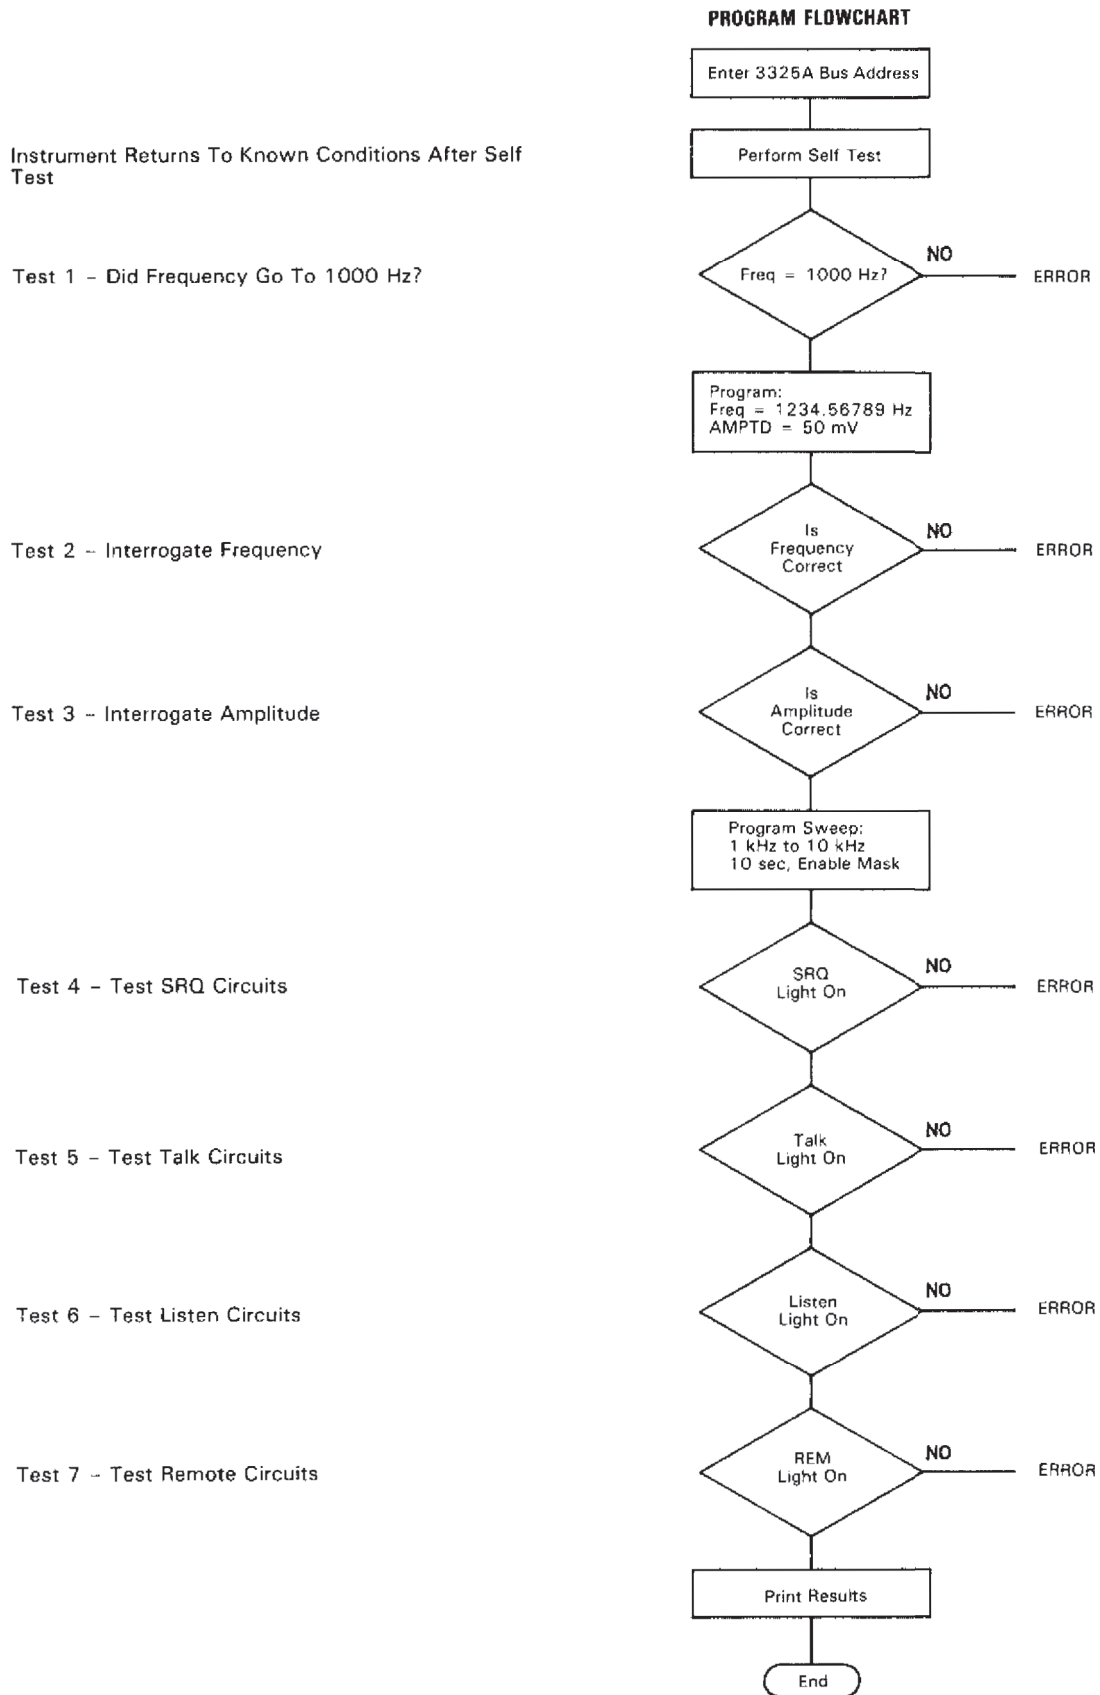 PROGRAM FLOWCHART
Enter 3325A Bus Address
Instrument Returns To Known Conditions After Self
Test
Perform Self Test
Test 1 – Did Frequency Go To 1000 Hz?
Freq = 1000 Hz?
NO
ERROR
Program:
Freq = 1234.56789 Hz
AMPTD = 50 mV
Test 2 – Interrogate Frequency
Is
Frequency
Correct
NO
ERROR
Test 3 – Interrogate Amplitude
Is
Amplitude
Correct
NO
ERROR
Program Sweep:
1 kHz to 10 kHz
10 sec, Enable Mask
Test 4 – Test SRQ Circuits
SRQ
Light On
NO
ERROR
Test 5 – Test Talk Circuits
Talk
Light On
NO
ERROR
Test 6 – Test Listen Circuits
Listen
Light On
NO
ERROR
Test 7 – Test Remote Circuits
REM
Light On
NO
ERROR
Print Results
End